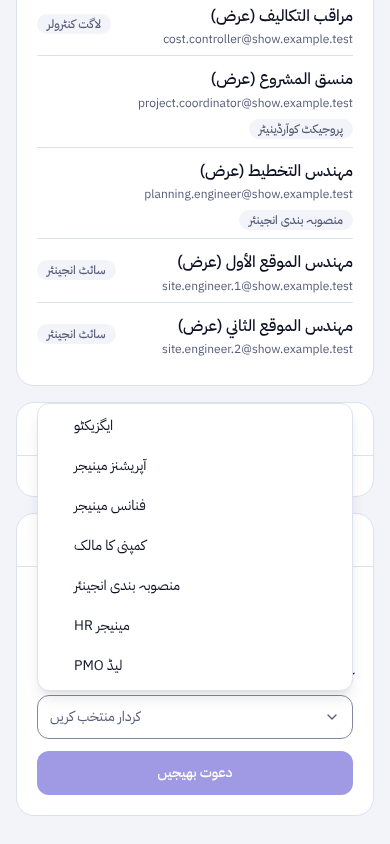 مراقب التكاليف (عرض)
لاگت کنٹرولر
cost.controller@show.example.test
منسق المشروع (عرض)
project.coordinator@show.example.test
پروجیکٹ کوآرڈینیٹر
مهندس التخطيط (عرض)
planning.engineer@show.example.test
منصوبہ بندی انجینئر
مهندس الموقع الأول (عرض)
سائٹ انجینئر
site.engineer.1@show.example.test
مهندس الموقع الثاني (عرض)
سائٹ انجینئر
site.engineer.2@show.example.test
ایگزیکٹو
آپریشنز مینیجر
فنانس مینیجر
کمپنی کا مالک
منصوبہ بندی انجینئر
HR مینیجر
PMO لیڈ
کردار منتخب کریں
دعوت بھیجیں